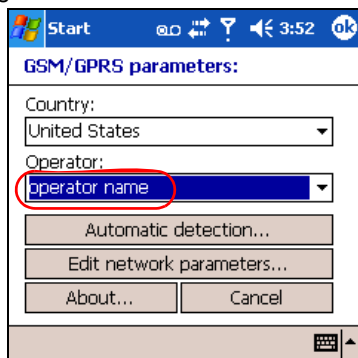 Start 3:52 ok
GSM/GPRS parameters:
Country:
United States
Operator:
operator name
Automatic detection...
Edit network parameters...
About... Cancel